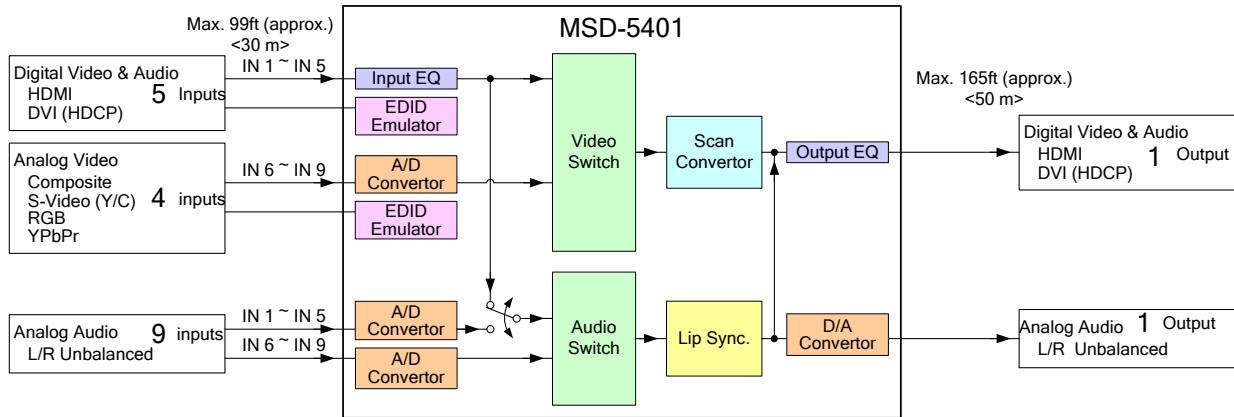 MSD-5401
Max. 99ft (approx.)
<30 m>
Digital Video & Audio
HDMI
DVI (HDCP)
5 Inputs
IN 1 ~ IN 5
Input EQ
EDID
Emulator
Analog Video
Composite
S-Video (Y/C)
RGB
YPbPr
4 inputs
IN 6 ~ IN 9
A/D
Convertor
EDID
Emulator
Analog Audio
L/R Unbalanced
9 inputs
IN 1 ~ IN 5
IN 6 ~ IN 9
A/D
Convertor
A/D
Convertor
Video
Switch
Audio
Switch
Scan
Convertor
Lip Sync.
Output EQ
D/A
Convertor
Max. 165ft (approx.)
<50 m>
Digital Video & Audio
HDMI
DVI (HDCP)
1 Output
Analog Audio 1 Output
L/R Unbalanced